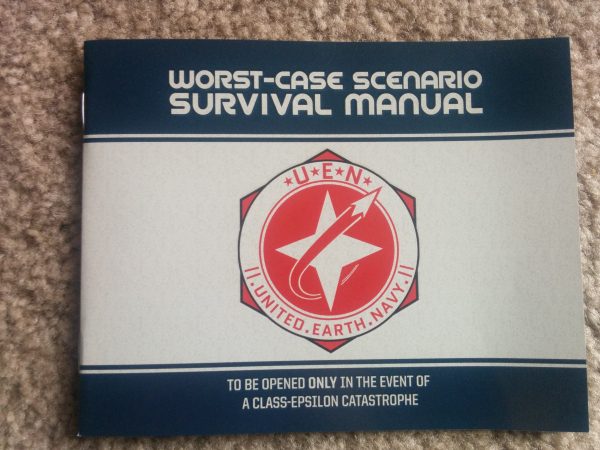 WORST-CASE SCENARIO
SURVIVAL MANUAL
★U★E★N★
||.UNITED.EARTH.NAVY.||
TO BE OPENED ONLY IN THE EVENT OF
A CLASS-EPSILON CATASTROPHE